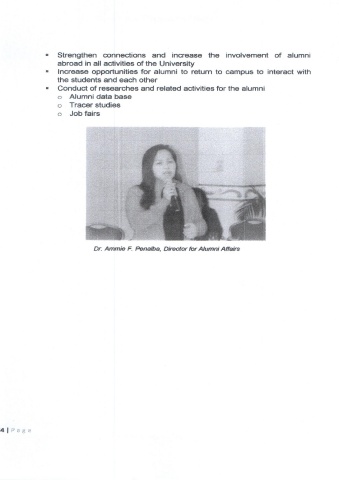 ▪ Strengthen connections and increase the involvement of alumni
abroad in all activities of the University
▪ Increase opportunities for alumni to return to campus to interact with
the students and each other
▪ Conduct of researches and related activities for the alumni
o Alumni data base
o Tracer studies
o Job fairs
Dr. Ammie F. Penalba, Director for Alumni Affairs
4 | Page